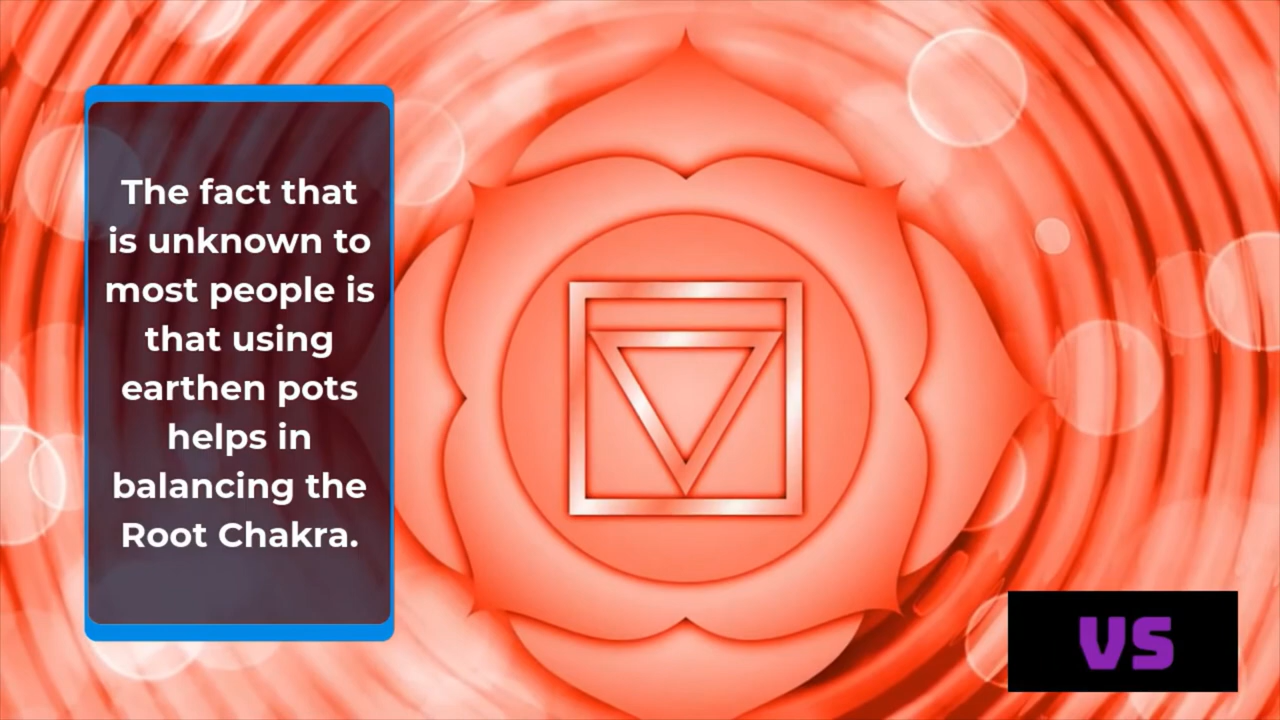 The fact that
is unknown to
most people is
that using
earthen pots
helps in
balancing the
Root Chakra.
VS